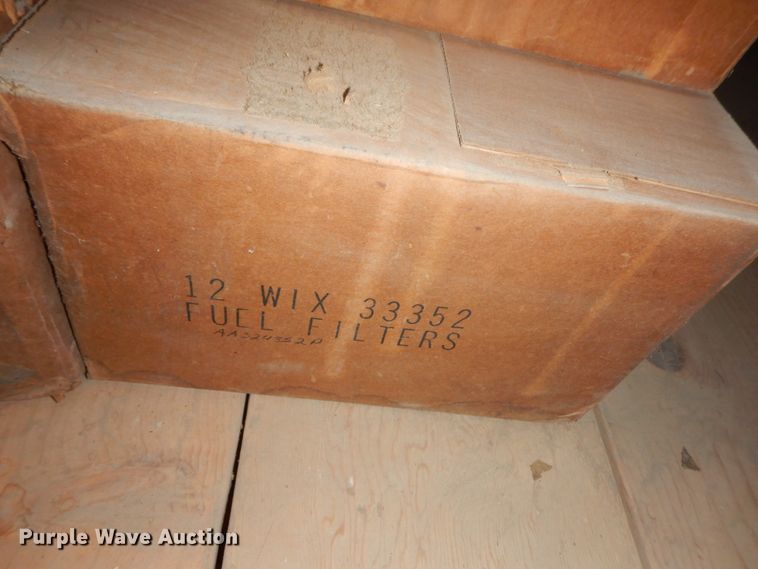 12 WIX 33352
FUEL FILTERS
Purple Wave Auction